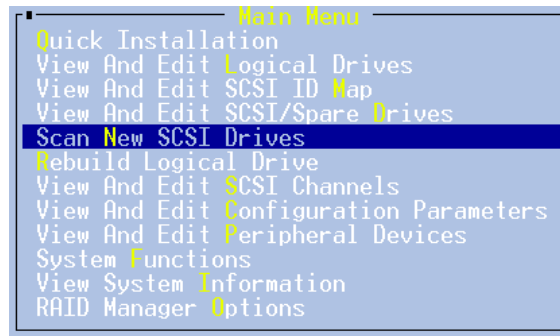 Main Menu
Quick Installation
View And Edit Logical Drives
View And Edit SCSI ID Map
View And Edit SCSI/Spare Drives
Scan New SCSI Drives
Rebuild Logical Drive
View And Edit SCSI Channels
View And Edit Configuration Parameters
View And Edit Peripheral Devices
System Functions
View System Information
RAID Manager Options